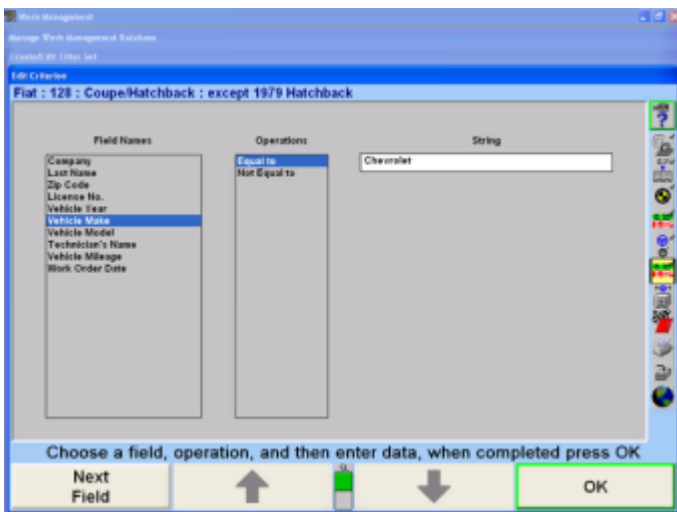 Work Management
Manage Work Management Database
Create/Edit Filter Set
Edit Criterion
Fiat : 128 : Coupe/Hatchback : except 1979 Hatchback
Field Names
Operations
String
Company
Last Name
Zip Code
License No.
Vehicle Year
Vehicle Make
Vehicle Model
Technician's Name
Vehicle Mileage
Work Order Date
Equal to
Not Equal to
Chevrolet
Choose a field, operation, and then enter data, when completed press OK
Next
Field
OK